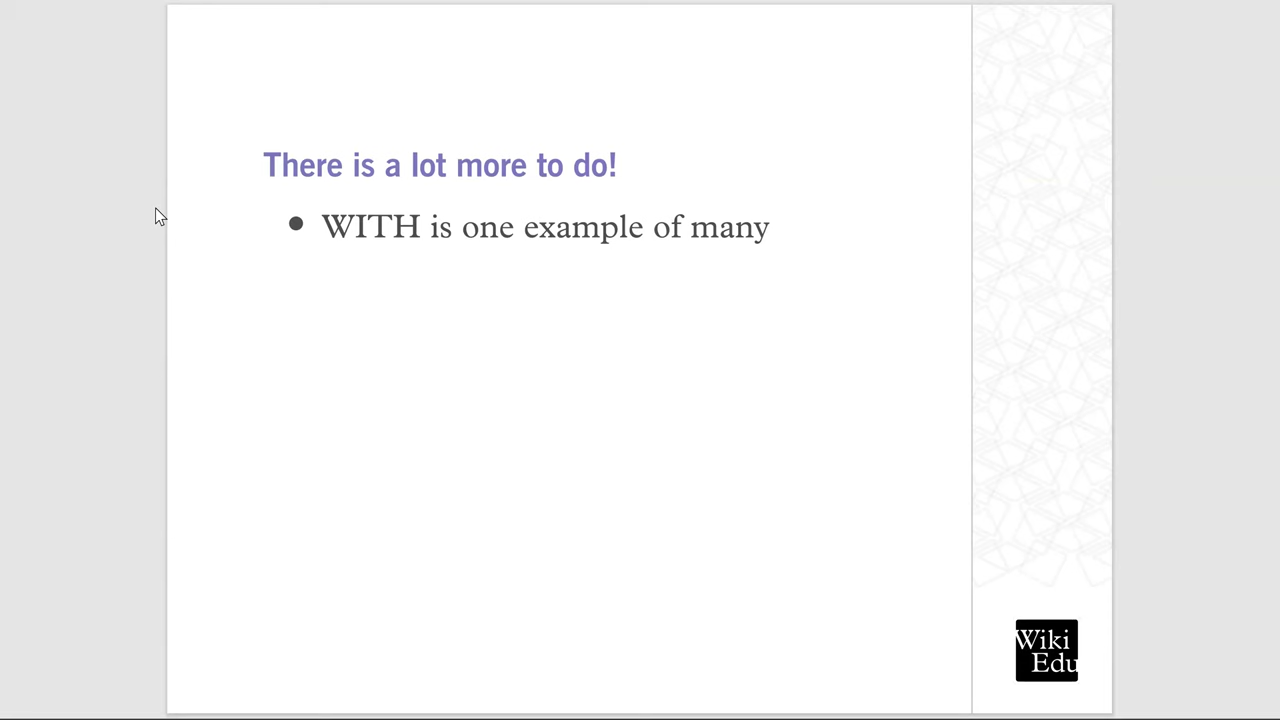 There is a lot more to do!
● WITH is one example of many
Wiki
Edu